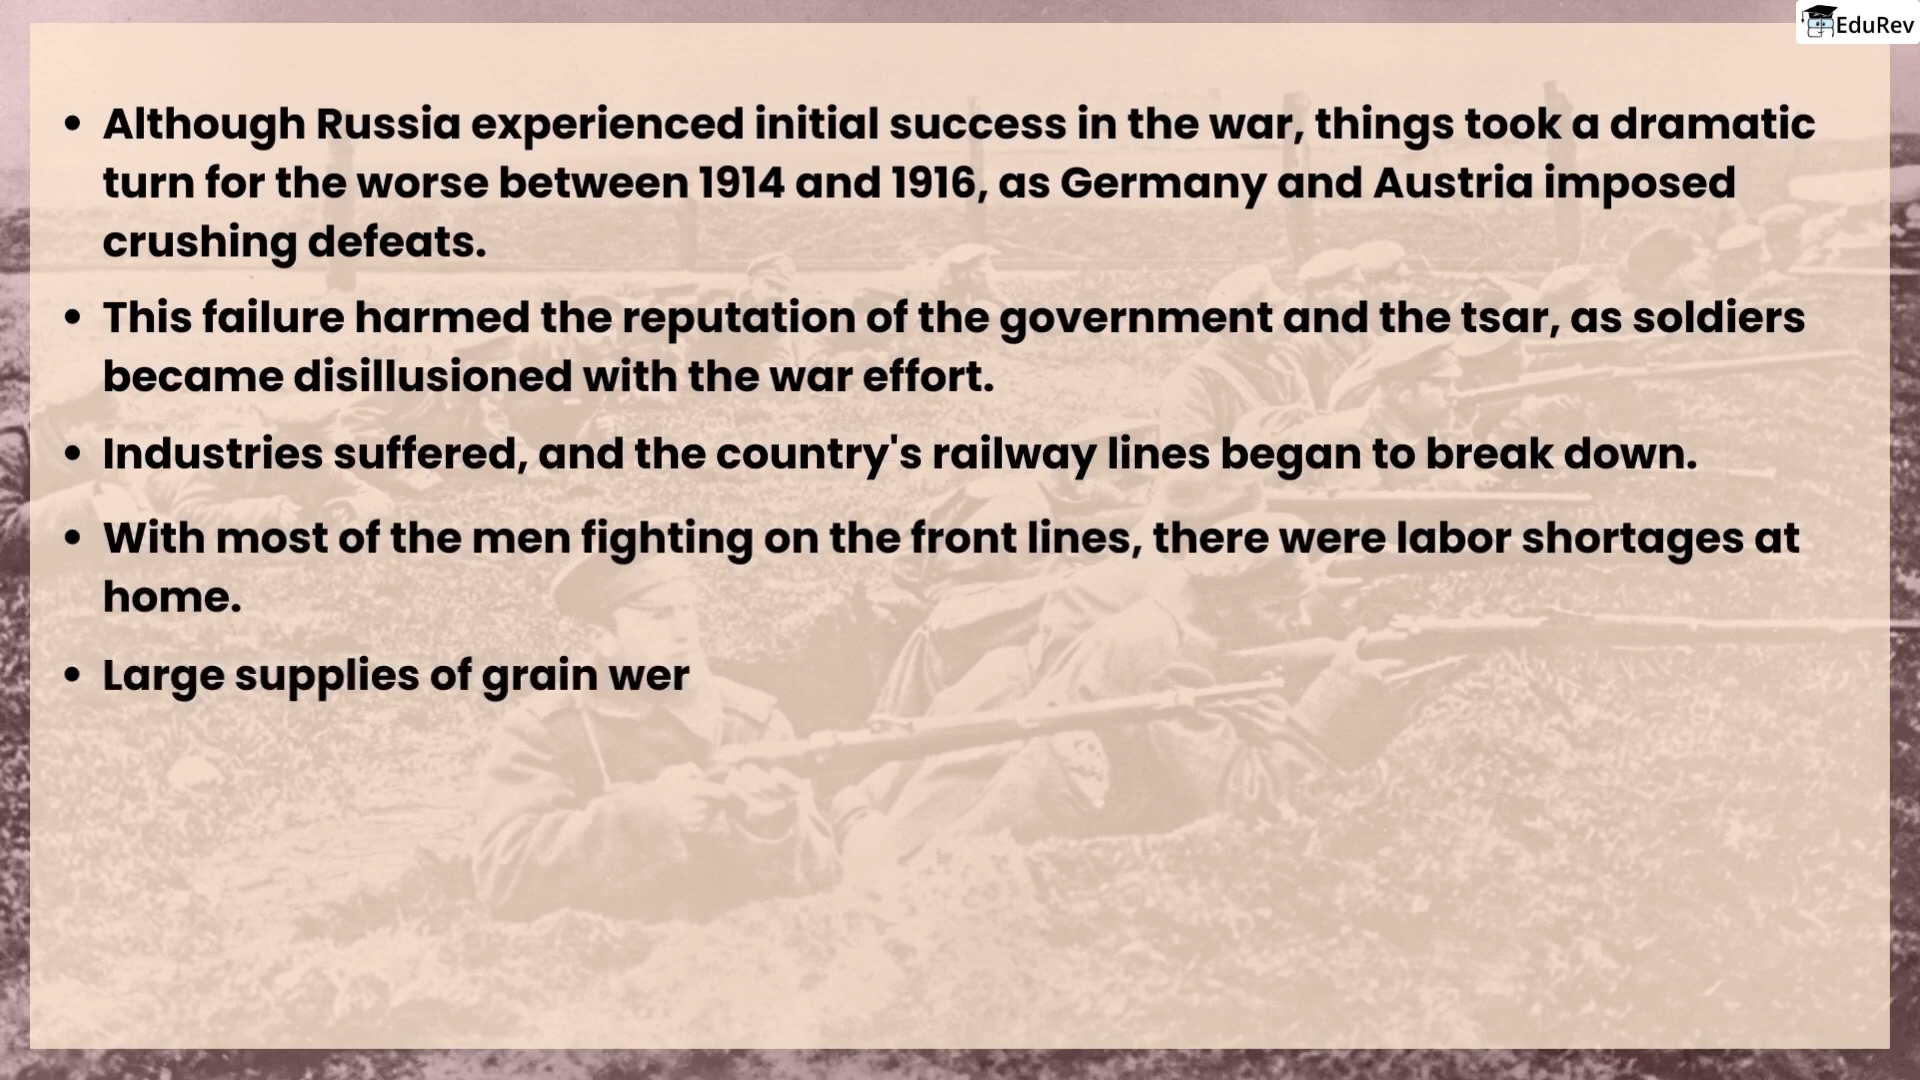 EduRev
• Although Russia experienced initial success in the war, things took a dramatic
turn for the worse between 1914 and 1916, as Germany and Austria imposed
crushing defeats.
• This failure harmed the reputation of the government and the tsar, as soldiers
became disillusioned with the war effort.
• Industries suffered, and the country's railway lines began to break down.
• With most of the men fighting on the front lines, there were labor shortages at
home.
• Large supplies of grain wer